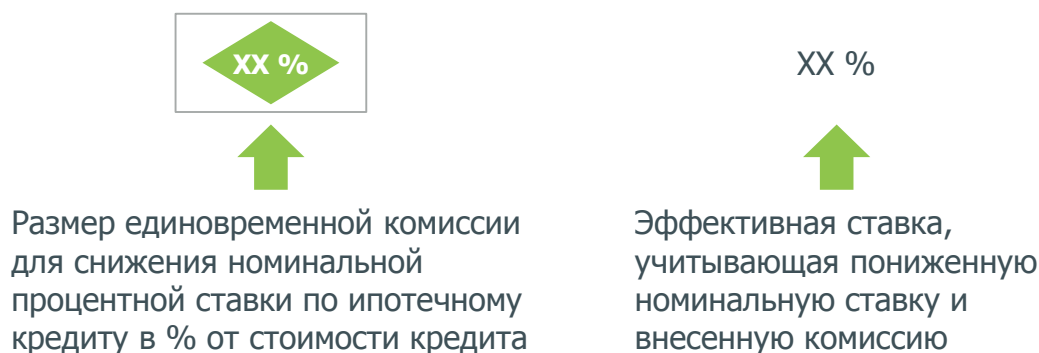 XX %
XX %
Размер единовременной комиссии
для снижения номинальной
процентной ставки по ипотечному
кредиту в % от стоимости кредита
Эффективная ставка,
учитывающая пониженную
номинальную ставку и
внесенную комиссию